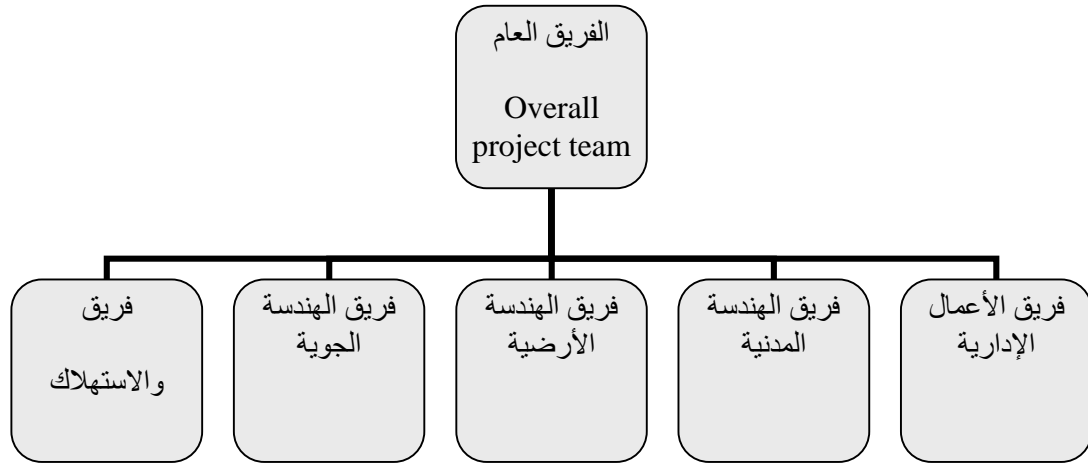 الفريق العام
Overall
project team
فريق الأعمال
الإدارية
فريق الهندسة
المدنية
فريق الهندسة
الأرضية
فريق الهندسة
الجوية
فريق
والاستهلاك